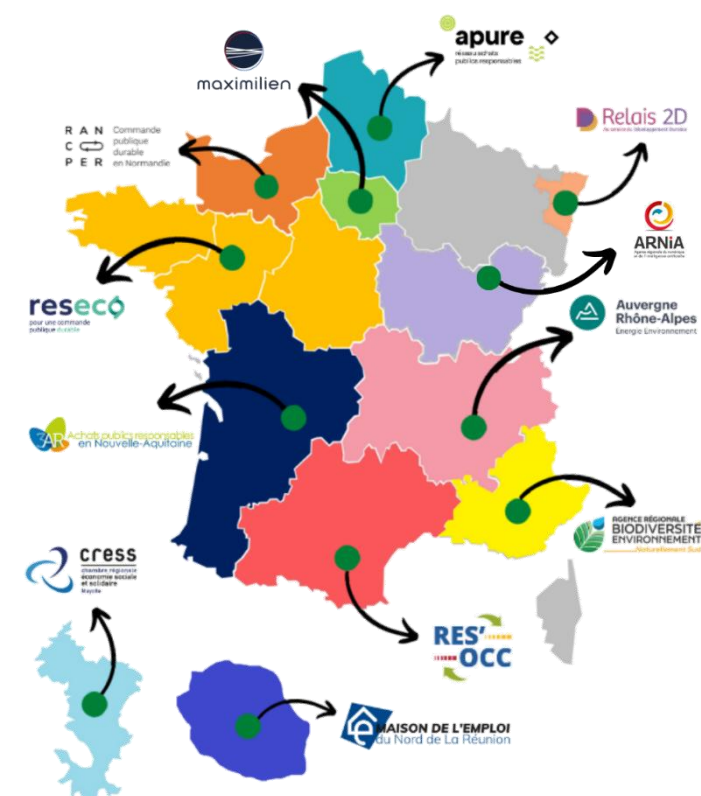 apure
réseau achats
publics responsables
maximilien
RAN
C PER
Commande
publique
durable
en Normandie
Relais 2D
ARNiA
Auvergne
Rhône-Alpes
Energie Environnement
reseco
pour une commande
publique durable
3AR Achats publics responsables
en Nouvelle-Aquitaine
AGENCE RÉGIONALE
BIODIVERSITÉ
ENVIRONNEMENT
Naturellement Sud
cress
chambre régionale
économie sociale
et solidaire
Mayotte
RES'
OCC
MAISON DE L'EMPLOI
du Nord de La Réunion